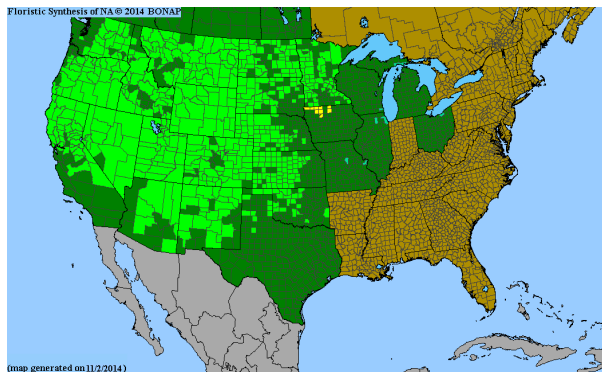 Floristic Synthesis of NA © 2014 BONAP
(map generated on 11/2/2014)